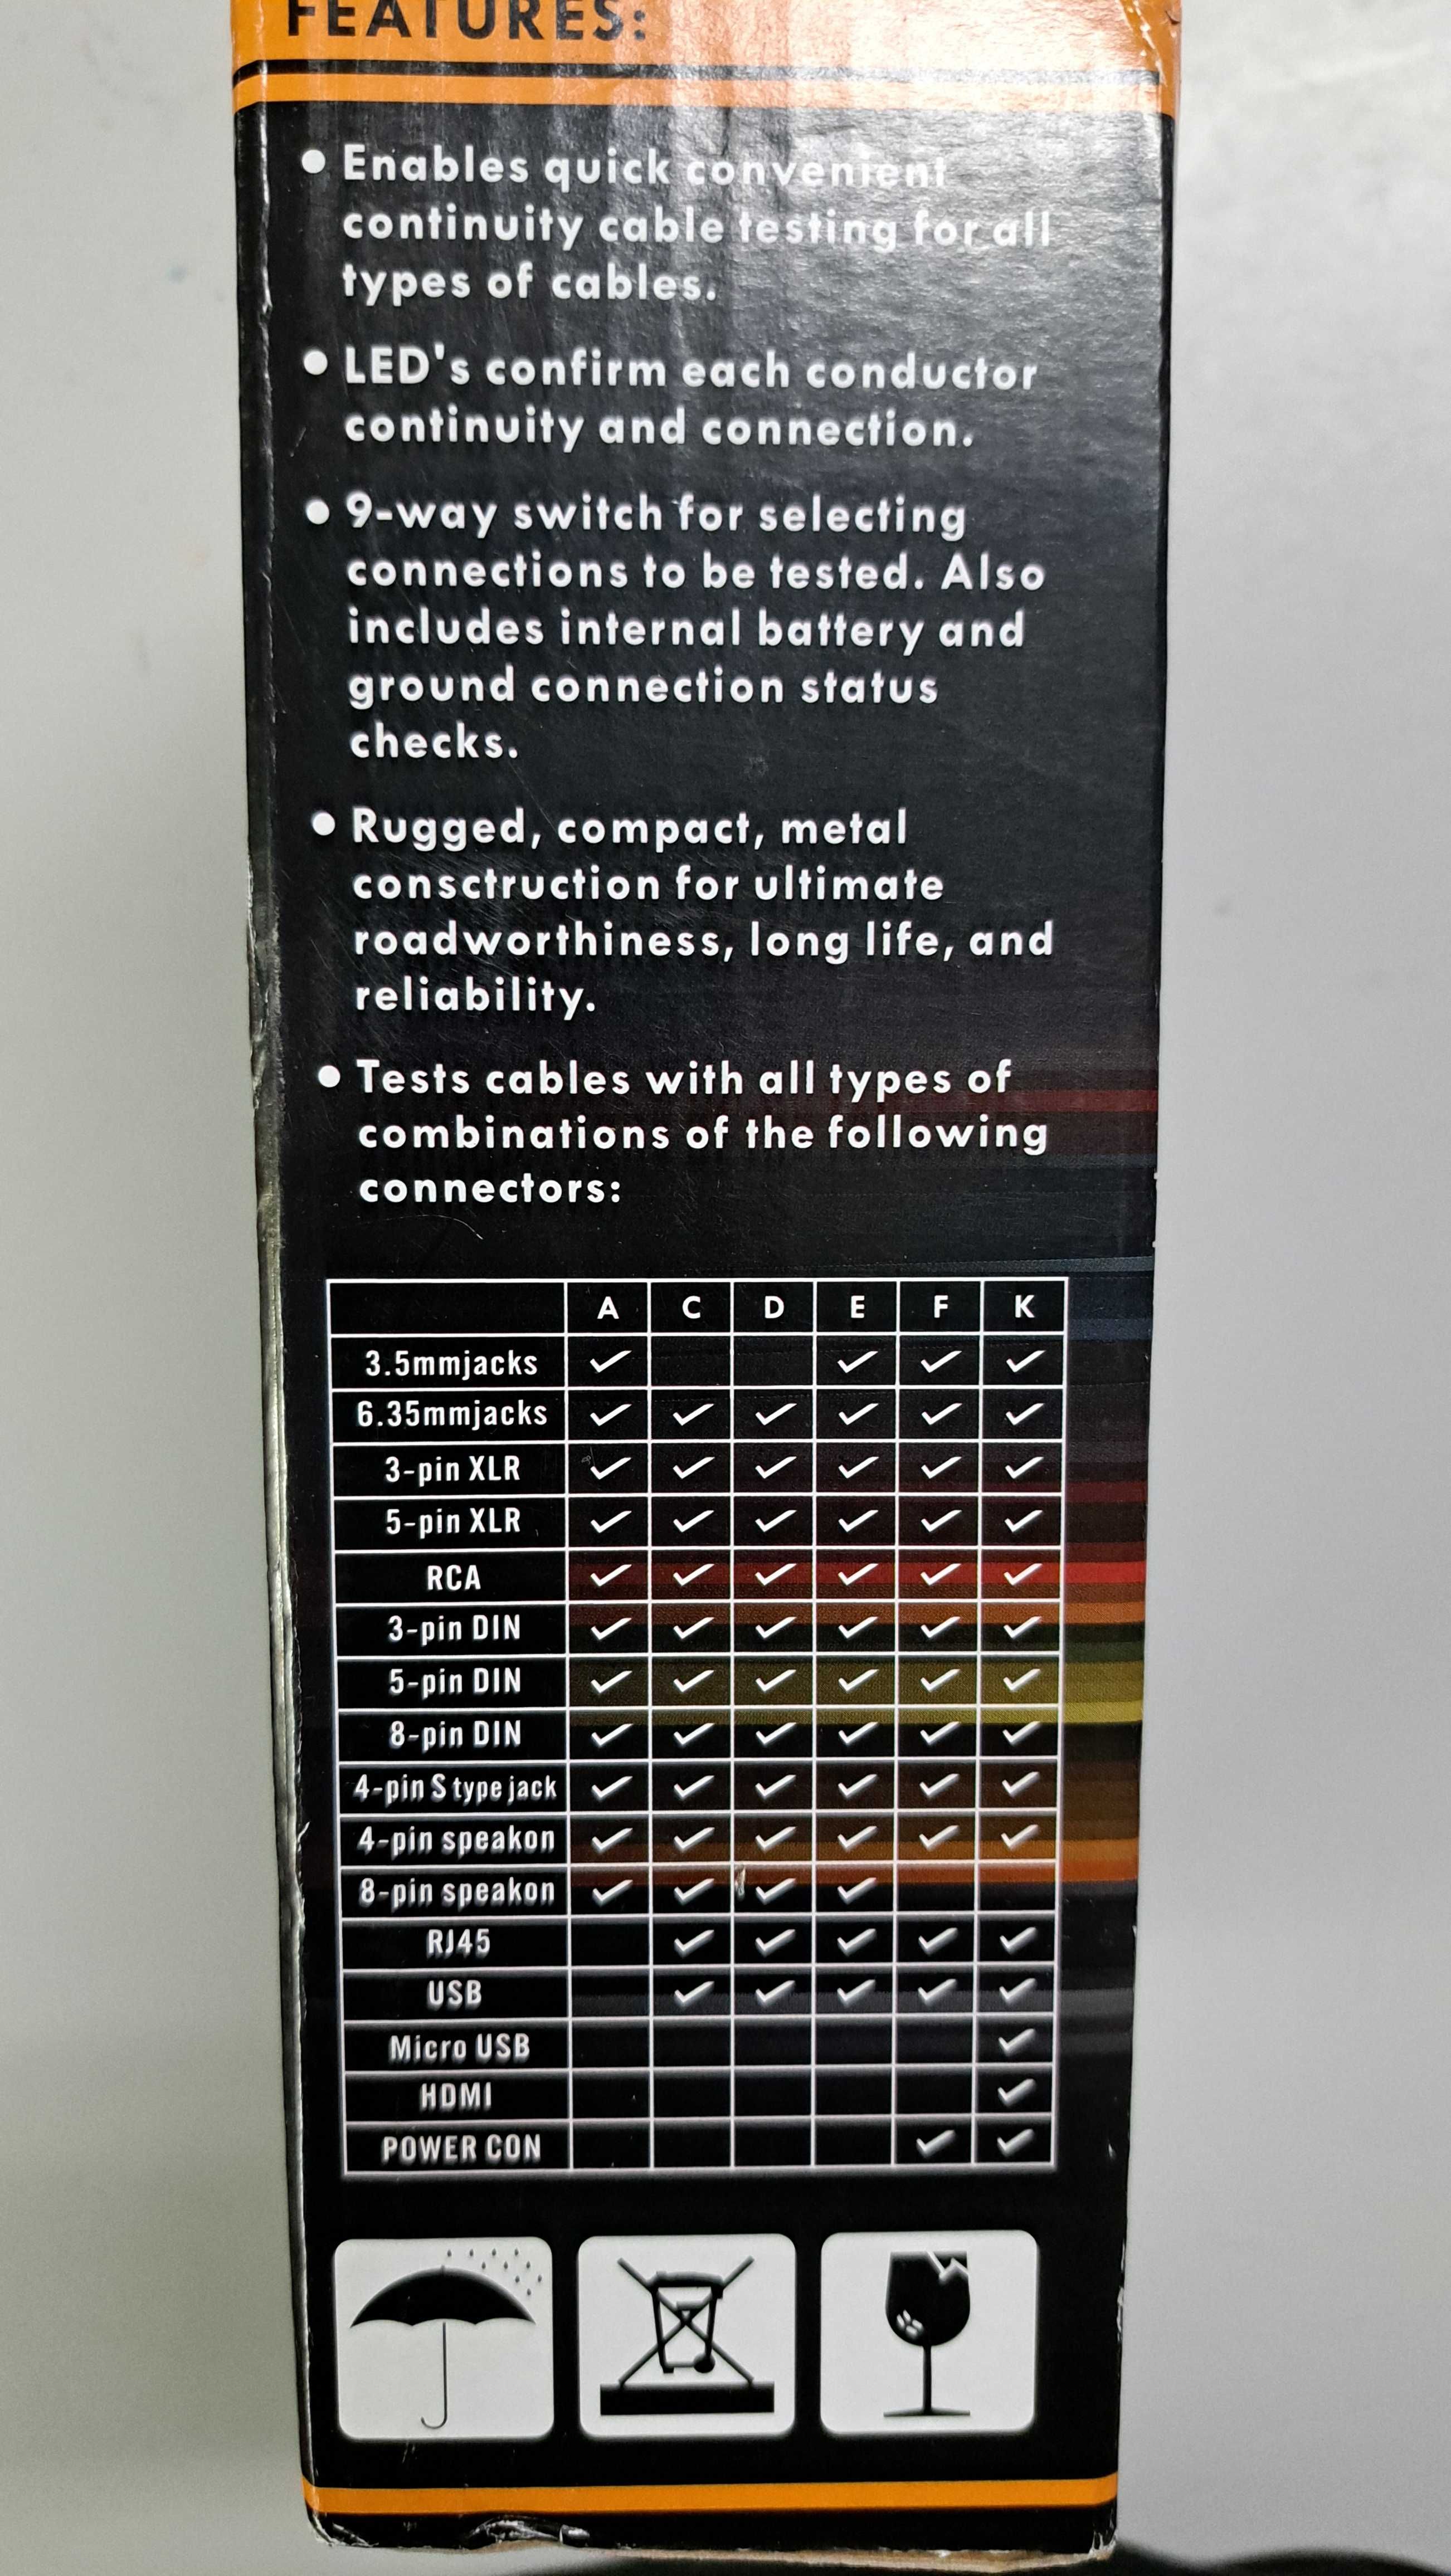 FEATURES:
• Enables quick convenient
continuity cable testing for all
types of cables.
• LED's confirm each conductor
continuity and connection.
• 9-way switch for selecting
connections to be tested. Also
includes internal battery and
ground connection status
checks.
• Rugged, compact, metal
consctruction for ultimate
roadworthiness, long life, and
reliability.
• Tests cables with all types of
combinations of the following
connectors:
A C D E F K
3.5mmjacks ✓ ✓ ✓ ✓
6.35mmjacks ✓ ✓ ✓ ✓ ✓ ✓
3-pin XLR ✓ ✓ ✓ ✓ ✓ ✓
5-pin XLR ✓ ✓ ✓ ✓ ✓ ✓
RCA ✓ ✓ ✓ ✓ ✓ ✓
3-pin DIN ✓ ✓ ✓ ✓ ✓ ✓
5-pin DIN ✓ ✓ ✓ ✓ ✓ ✓
8-pin DIN ✓ ✓ ✓ ✓ ✓ ✓
4-pin S type jack ✓ ✓ ✓ ✓ ✓ ✓
4-pin speakon ✓ ✓ ✓ ✓ ✓ ✓
8-pin speakon ✓ ✓ ✓ ✓
RJ45 ✓ ✓ ✓ ✓ ✓
USB ✓ ✓ ✓ ✓ ✓
Micro USB ✓
HDMI ✓
POWER CON ✓ ✓